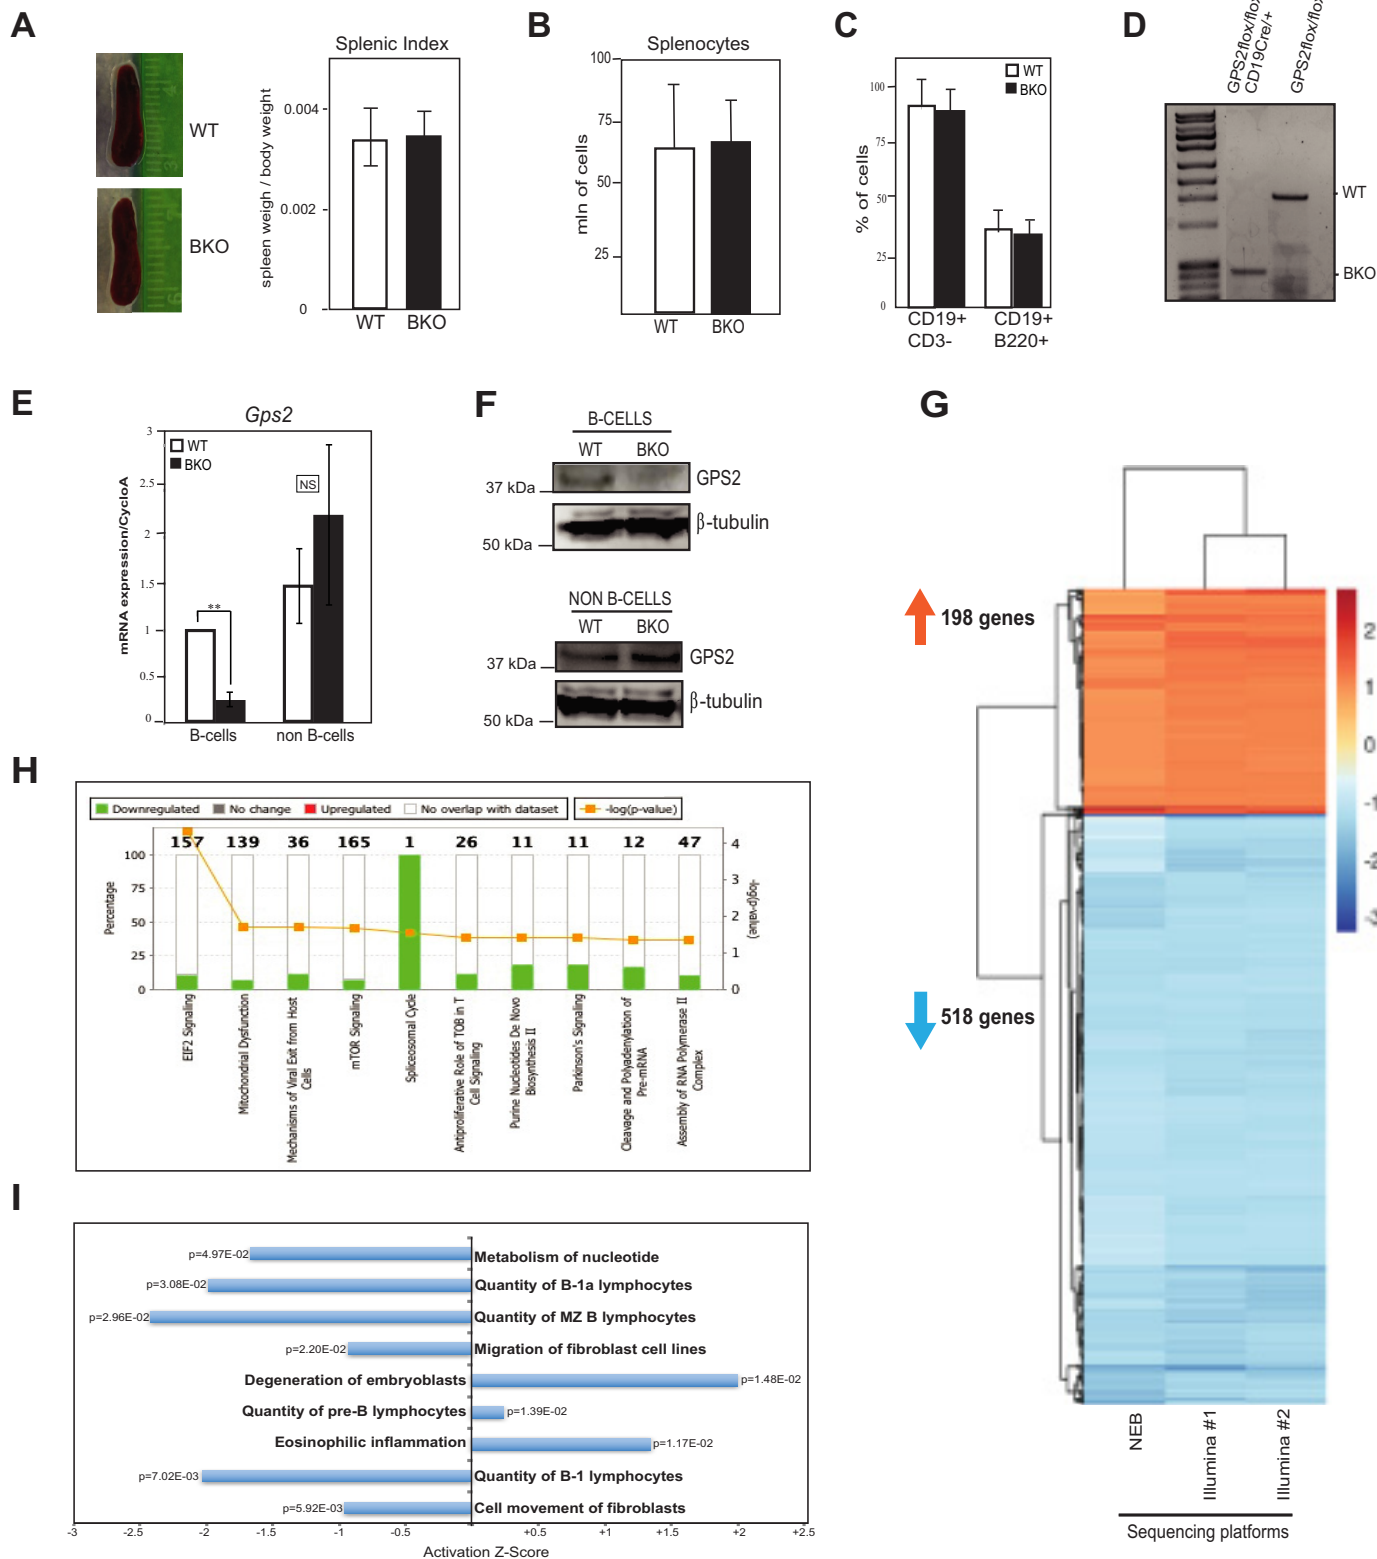 A
WT
BKO
Splenic Index
spleen weigh / body weight
0.004
0.002
0
WT BKO
B
Splenocytes
mln of cells
100
75
50
25
WT BKO
C
WT
BKO
% of cells
100
75
50
25
0
CD19+ CD19+
CD3- B220+
D
GPS2flox/flox
CD19Cre/+
GPS2flox/flox
WT
BKO
E
Gps2
WT
BKO
mRNA expression/CycloA
3
2.5
2
1.5
1
0.5
0
**
NS
B-cells non B-cells
F
B-CELLS
WT BKO
37 kDa
GPS2
50 kDa
β-tubulin
NON B-CELLS
WT BKO
37 kDa
GPS2
50 kDa
β-tubulin
G
198 genes
518 genes
2
1
0
-1
-2
-3
NEB
Illumina #1
Illumina #2
Sequencing platforms
H
Downregulated No change Upregulated No overlap with dataset -log(p-value)
157 139 36 165 1 26 11 11 12 47
Percentage
100
75
50
25
0
4
3
2
1
0
-log(p-value)
EIF2 Signaling
Mitochondrial Dysfunction
Mechanisms of Viral Exit from Host
Cells
mTOR Signaling
Spliceosomal Cycle
Antiproliferative Role of TOB in T
Cell Signaling
Purine Nucleotides De Novo
Biosynthesis II
Parkinson's Signaling
Cleavage and Polyadenylation of
Pre-mRNA
Assembly of RNA Polymerase II
Complex
I
p=4.97E-02 Metabolism of nucleotide
p=3.08E-02 Quantity of B-1a lymphocytes
p=2.96E-02 Quantity of MZ B lymphocytes
p=2.20E-02 Migration of fibroblast cell lines
Degeneration of embryoblasts p=1.48E-02
Quantity of pre-B lymphocytes p=1.39E-02
Eosinophilic inflammation p=1.17E-02
p=7.02E-03 Quantity of B-1 lymphocytes
p=5.92E-03 Cell movement of fibroblasts
-3 -2.5 -2 -1.5 -1 -0.5 +0.5 +1 +1.5 +2 +2.5
Activation Z-Score